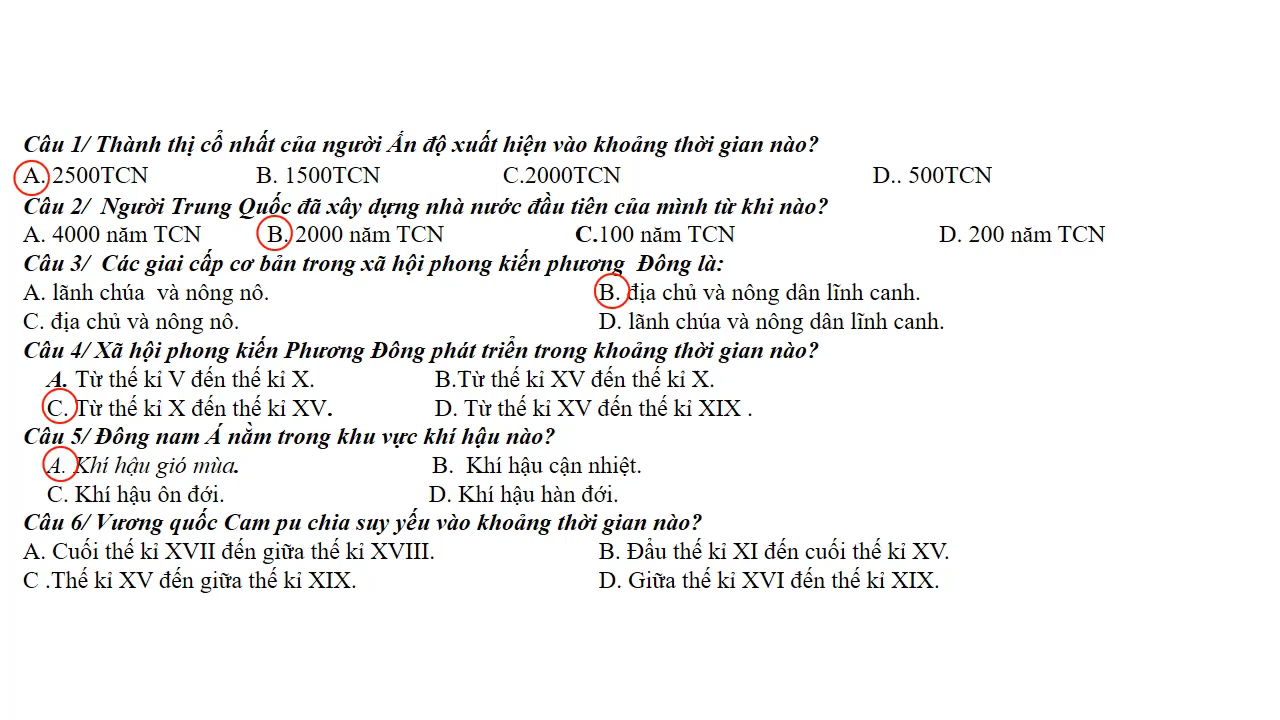 Câu 1/ Thành thị cổ nhất của người Ấn độ xuất hiện vào khoảng thời gian nào?
A. 2500TCN B. 1500TCN C.2000TCN D.. 500TCN
Câu 2/ Người Trung Quốc đã xây dựng nhà nước đầu tiên của mình từ khi nào?
A. 4000 năm TCN B. 2000 năm TCN C.100 năm TCN D. 200 năm TCN
Câu 3/ Các giai cấp cơ bản trong xã hội phong kiến phương Đông là:
A. lãnh chúa và nông nô. B. địa chủ và nông dân lĩnh canh.
C. địa chủ và nông nô. D. lãnh chúa và nông dân lĩnh canh.
Câu 4/ Xã hội phong kiến Phương Đông phát triển trong khoảng thời gian nào?
A. Từ thế kỉ V đến thế kỉ X. B.Từ thế kỉ XV đến thế kỉ X.
C. Từ thế kỉ X đến thế kỉ XV. D. Từ thế kỉ XV đến thế kỉ XIX .
Câu 5/ Đông nam Á nằm trong khu vực khí hậu nào?
A. Khí hậu gió mùa. B. Khí hậu cận nhiệt.
C. Khí hậu ôn đới. D. Khí hậu hàn đới.
Câu 6/ Vương quốc Cam pu chia suy yếu vào khoảng thời gian nào?
A. Cuối thế kỉ XVII đến giữa thế kỉ XVIII. B. Đầu thế kỉ XI đến cuối thế kỉ XV.
C .Thế kỉ XV đến giữa thế kỉ XIX. D. Giữa thế kỉ XVI đến thế kỉ XIX.